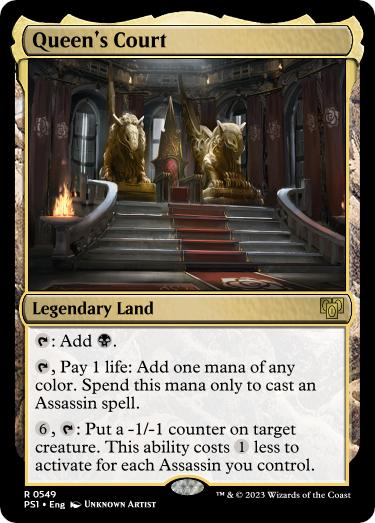 Queen's Court
Legendary Land
: Add .
, Pay 1 life: Add one mana of any
color. Spend this mana only to cast an
Assassin spell.
6, : Put a -1/-1 counter on target
creature. This ability costs 1 less to
activate for each Assassin you control.
R 0549
PS1 • Eng Unknown Artist
™ & © 2023 Wizards of the Coast